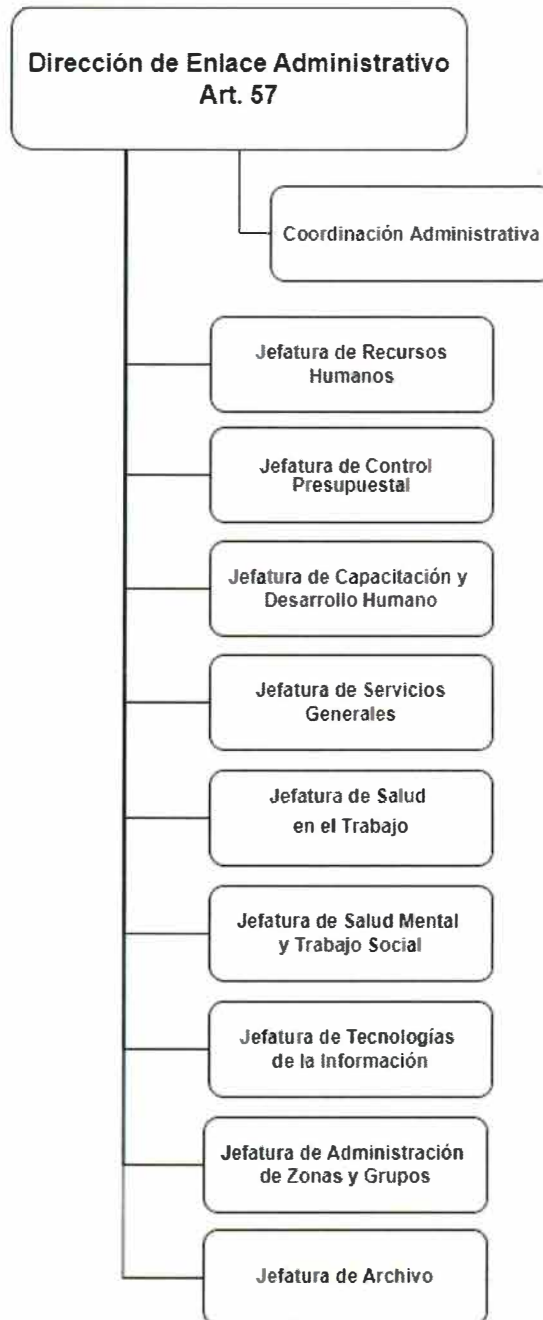 Dirección de Enlace Administrativo
Art. 57
Coordinación Administrativa
Jefatura de Recursos
Humanos
Jefatura de Control
Presupuestal
Jefatura de Capacitación y
Desarrollo Humano
Jefatura de Servicios
Generales
Jefatura de Salud
en el Trabajo
Jefatura de Salud Mental
y Trabajo Social
Jefatura de Tecnologías
de la Información
Jefatura de Administración
de Zonas y Grupos
Jefatura de Archivo